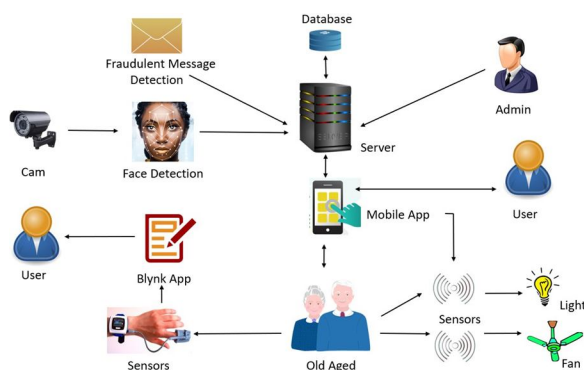 Database
Fraudulent Message
Detection
Admin
Server
Cam
Face Detection
Mobile App
User
User
Blynk App
Sensors
Light
Sensors
Old Aged
Fan